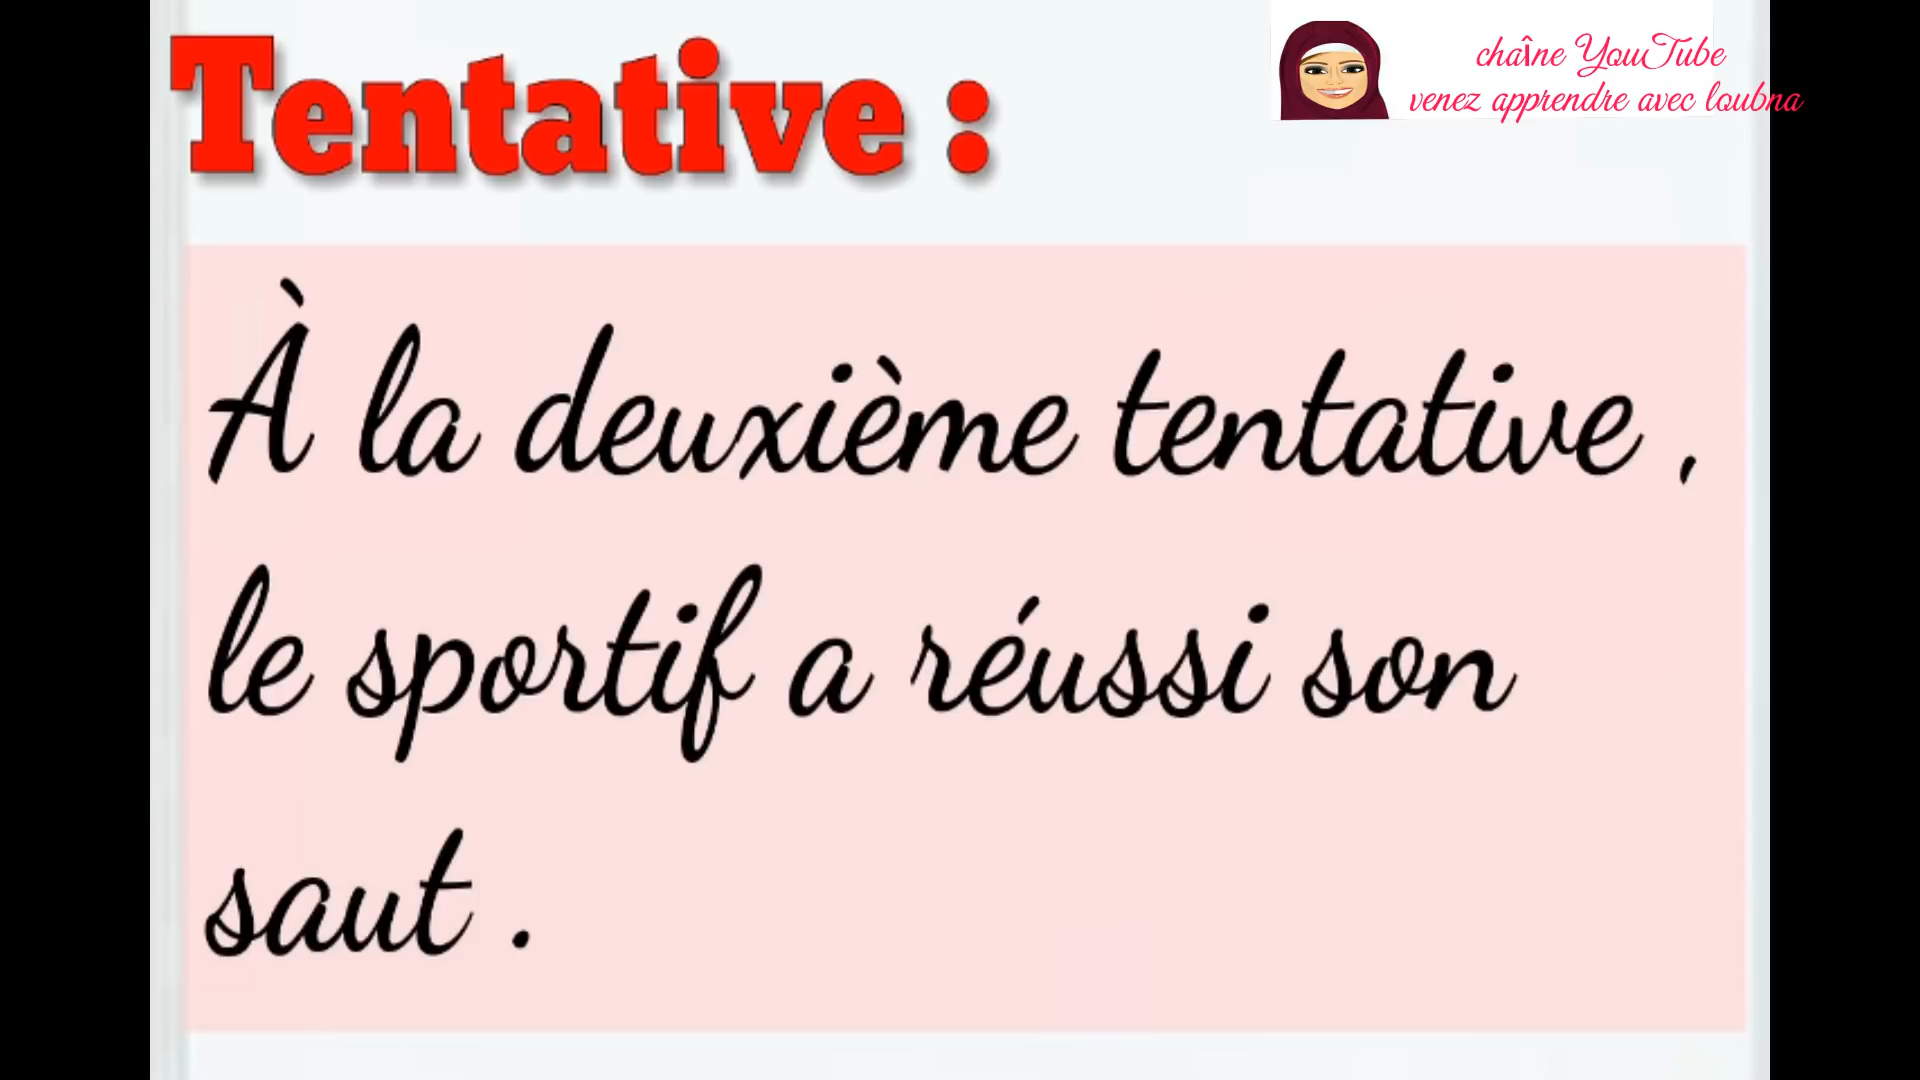 Tentative :
chaîne YouTube
venez apprendre avec loubna
À la deuxième tentative ,
le sportif a réussi son
saut .